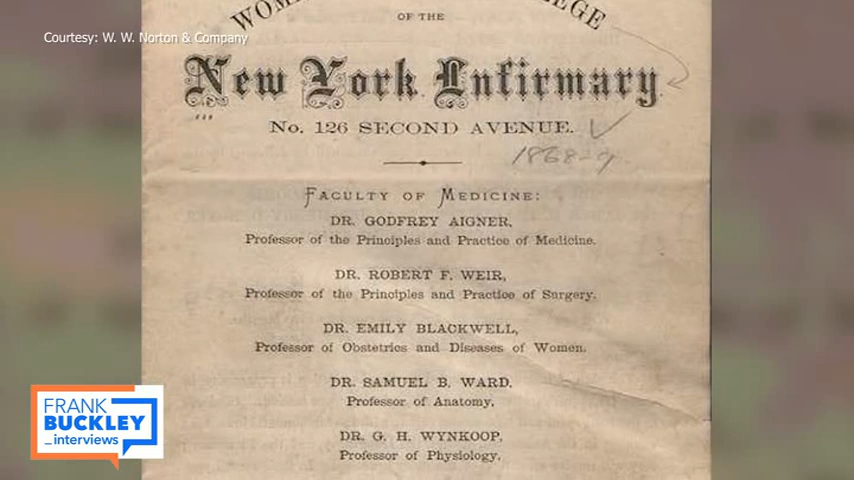 Courtesy: W. W. Norton & Company
OF THE
New York Infirmary,
No. 126 SECOND AVENUE.
1868-9
FACULTY OF MEDICINE:
DR. GODFREY AIGNER,
Professor of the Principles and Practice of Medicine.
DR. ROBERT F. WEIR,
Professor of the Principles and Practice of Surgery.
DR. EMILY BLACKWELL,
Professor of Obstetrics and Diseases of Women.
DR. SAMUEL B. WARD,
Professor of Anatomy,
DR. G. H. WYNKOOP,
Professor of Physiology.
FRANK
BUCKLEY
_interviews